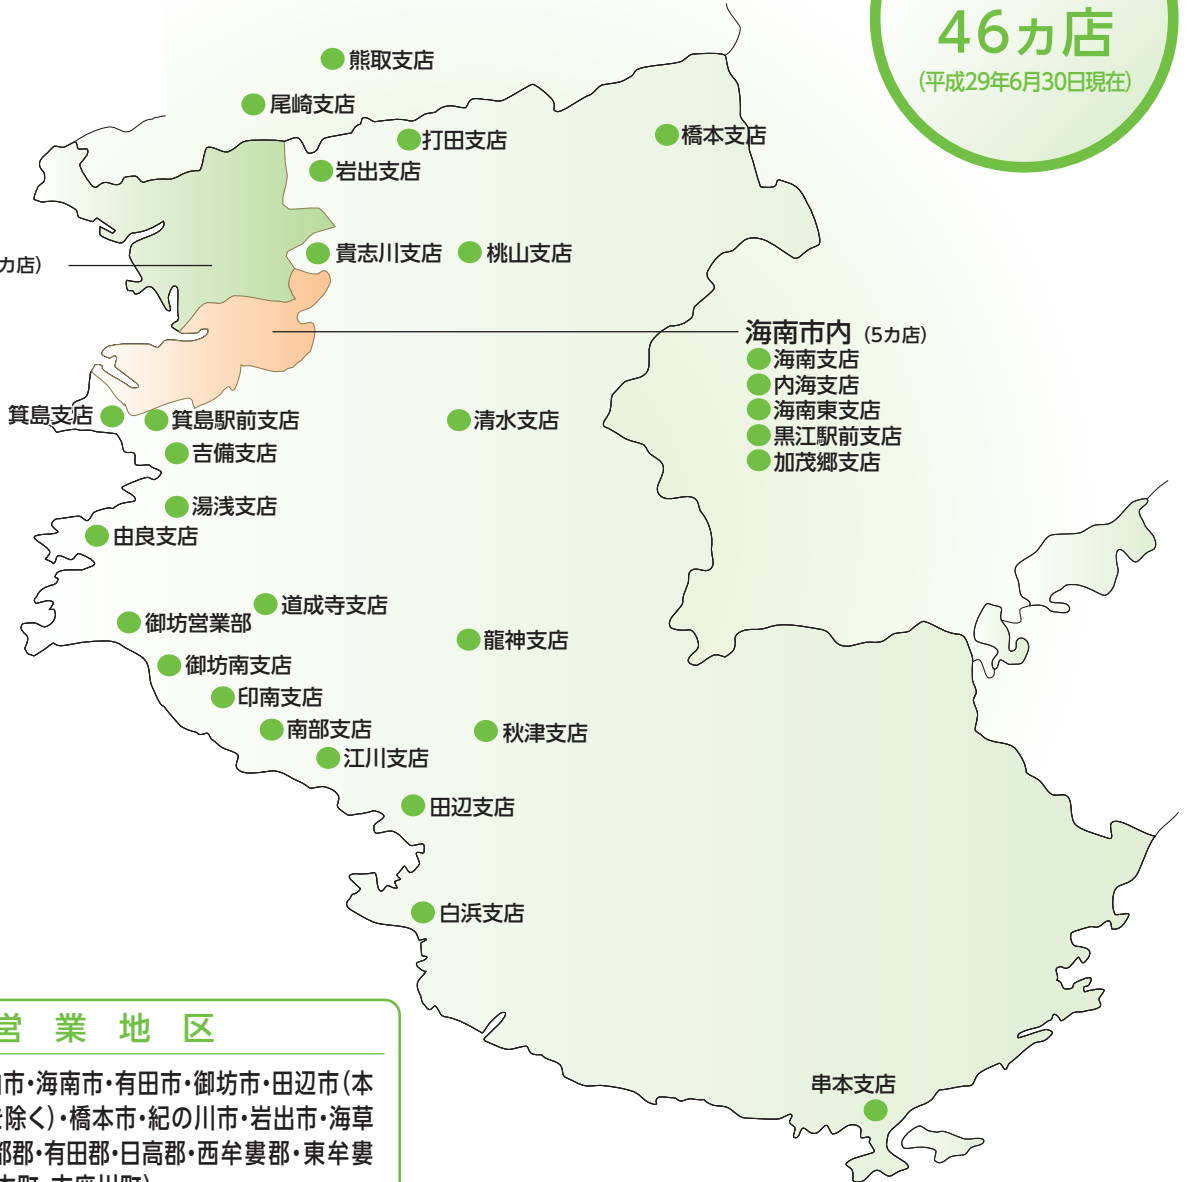 46ヵ店
(平成29年6月30日現在)
熊取支店
尾崎支店
打田支店
橋本支店
岩出支店
貴志川支店
桃山支店
カ店）
海南市内（5カ店）
海南支店
内海支店
海南東支店
黒江駅前支店
加茂郷支店
箕島支店
箕島駅前支店
清水支店
吉備支店
湯浅支店
由良支店
道成寺支店
御坊営業部
龍神支店
御坊南支店
印南支店
南部支店
秋津支店
江川支店
田辺支店
白浜支店
串本支店
営業地区
市・海南市・有田市・御坊市・田辺市（本
除く）・橋本市・紀の川市・岩出市・海草
郡・有田郡・日高郡・西牟婁郡・東牟婁